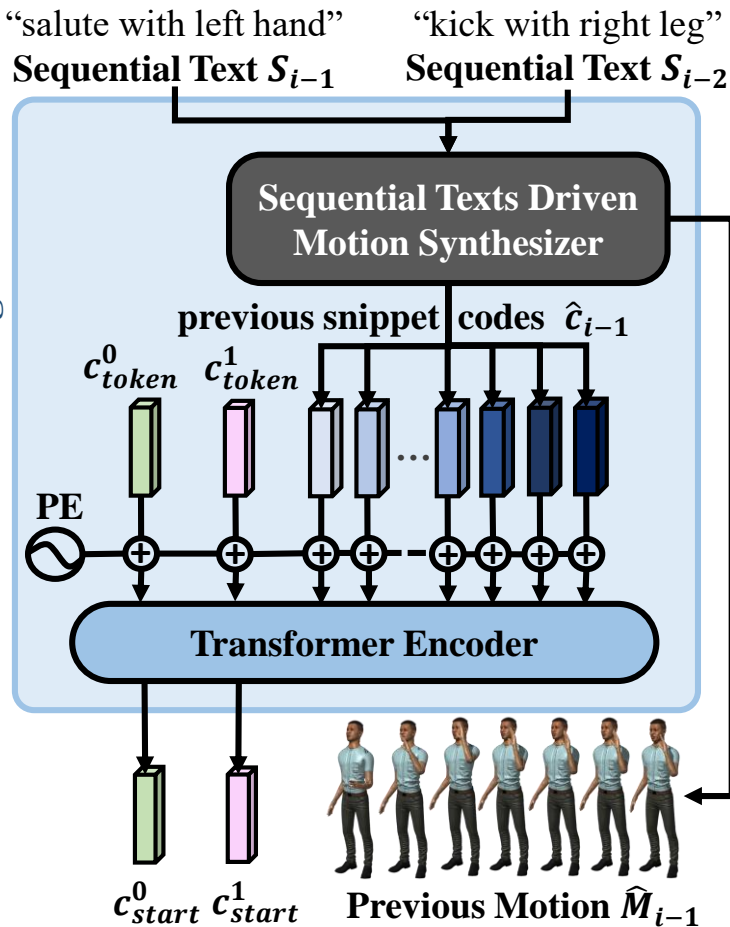 “salute with left hand” “kick with right leg”
Sequential Text S_{i−1} Sequential Text S_{i−2}
Sequential Texts Driven
Motion Synthesizer
previous snippet codes ĉ_{i−1}
c^0_{token} c^1_{token}
...
PE
Transformer Encoder
c^0_{start} c^1_{start}
Previous Motion M̂_{i−1}